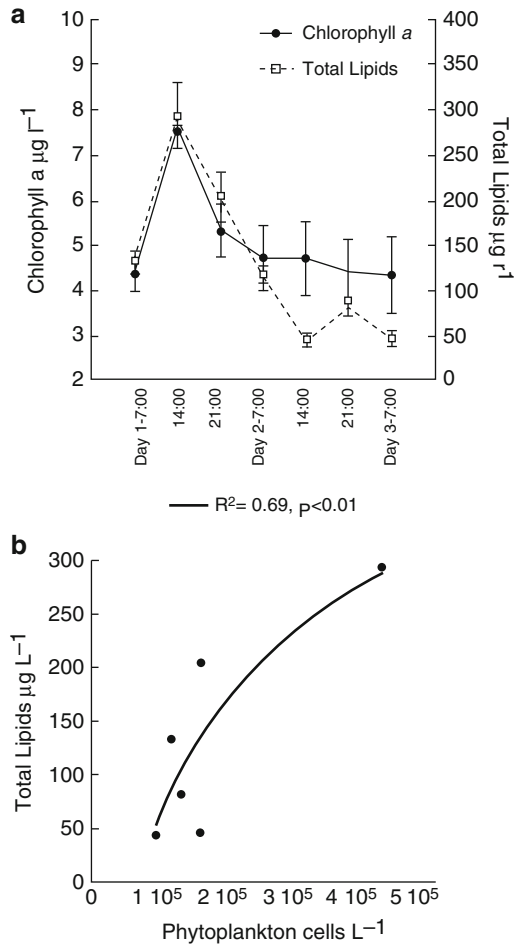 a
Chlorophyll a
Total Lipids
Chlorophyll a µg l⁻¹
10
9
8
7
6
5
4
3
2
Total Lipids µg r¹
400
350
300
250
200
150
100
50
0
Day 1-7:00
14:00
21:00
Day 2-7:00
14:00
21:00
Day 3-7:00
R²= 0.69, P<0.01
b
Total Lipids µg L⁻¹
300
250
200
150
100
50
0
0
1 10⁵
2 10⁵
3 10⁵
4 10⁵
5 10⁵
Phytoplankton cells L⁻¹